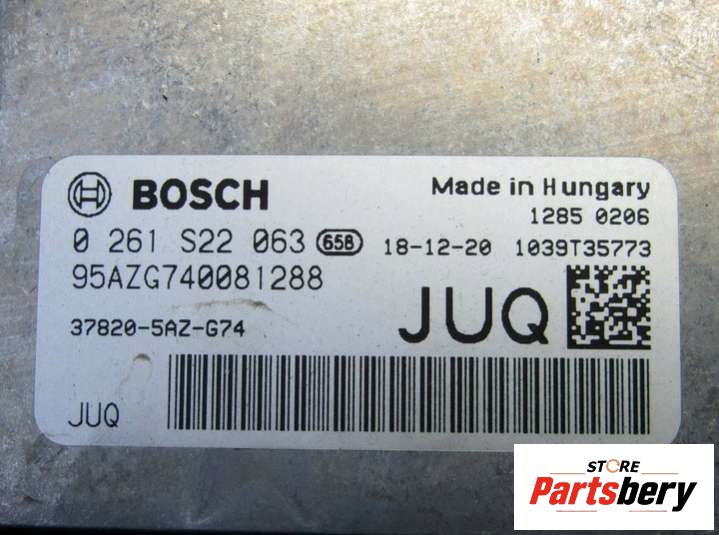 BOSCH
Made in Hungary
1285 0206
0 261 S22 063 658 18-12-20 1039T35773
95AZG740081288
37820-5AZ-G74
JUQ
JUQ
STORE
Partsbery